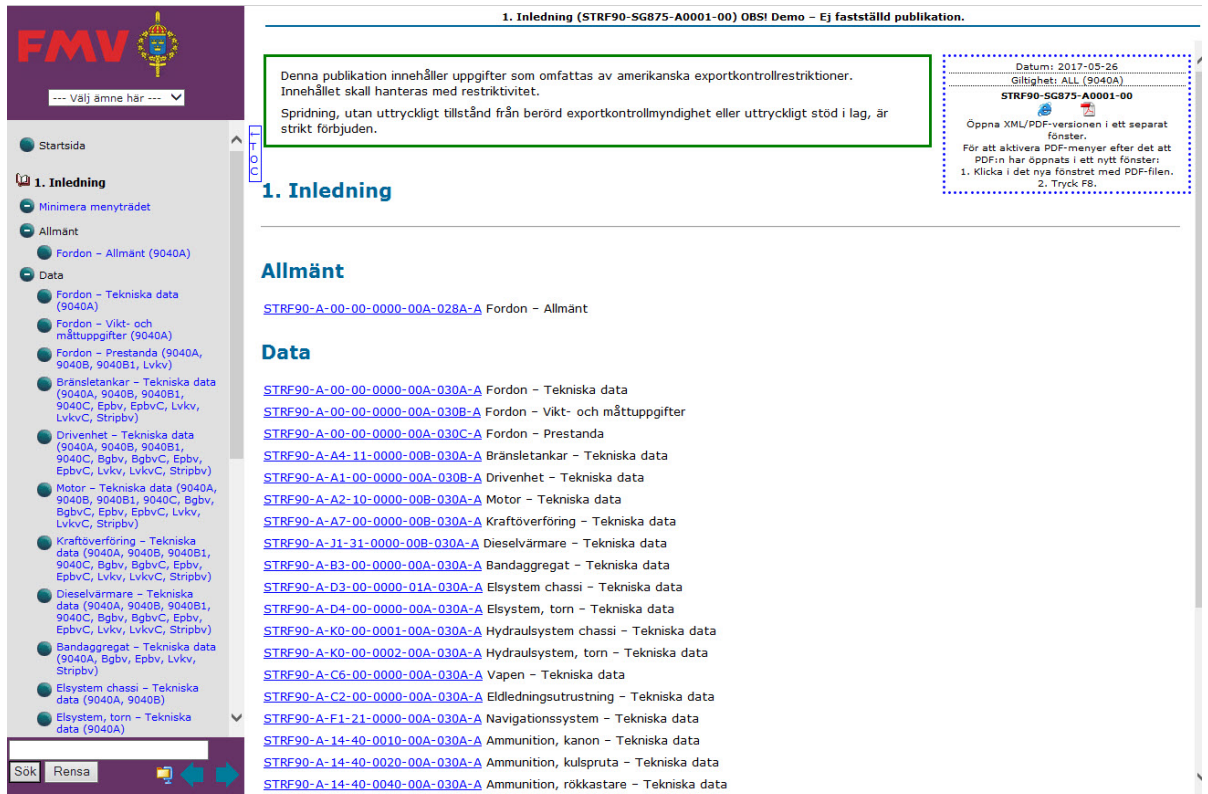 1. Inledning (STRF90-SG875-A0001-00) OBS! Demo – Ej fastställd publikation.
FMV
--- Välj ämne här ---
Startsida
1. Inledning
Minimera menyträdet
Allmänt
Fordon – Allmänt (9040A)
Data
Fordon – Tekniska data
(9040A)
Fordon – Vikt- och
måttuppgifter (9040A)
Fordon – Prestanda (9040A,
9040B, 9040B1, Lvkv)
Bränsletankar – Tekniska data
(9040A, 9040B, 9040B1,
9040C, Epbv, EpbvC, Lvkv,
LvkvC, Stripbv)
Drivenhet – Tekniska data
(9040A, 9040B, 9040B1,
9040C, Bgbv, BgbvC, Epbv,
EpbvC, Lvkv, LvkvC, Stripbv)
Motor – Tekniska data (9040A,
9040B, 9040B1, 9040C, Bgbv,
BgbvC, Epbv, EpbvC, Lvkv,
LvkvC, Stripbv)
Kraftöverföring – Tekniska
data (9040A, 9040B, 9040B1,
9040C, Bgbv, BgbvC, Epbv,
EpbvC, Lvkv, LvkvC, Stripbv)
Dieselvärmare – Tekniska
data (9040A, 9040B, 9040B1,
9040C, Bgbv, BgbvC, Epbv,
EpbvC, Lvkv, LvkvC, Stripbv)
Bandaggregat – Tekniska data
(9040A, Bgbv, Epbv, Lvkv,
Stripbv)
Elsystem chassi – Tekniska
data (9040A, 9040B)
Elsystem, torn – Tekniska
data (9040A)
Sök Rensa
←
T
O
C
Denna publikation innehåller uppgifter som omfattas av amerikanska exportkontrollrestriktioner.
Innehållet skall hanteras med restriktivitet.
Spridning, utan uttryckligt tillstånd från berörd exportkontrollmyndighet eller uttryckligt stöd i lag, är
strikt förbjuden.
Datum: 2017-05-26
Giltighet: ALL (9040A)
STRF90-SG875-A0001-00
Öppna XML/PDF-versionen i ett separat
fönster.
För att aktivera PDF-menyer efter det att
PDF:n har öppnats i ett nytt fönster:
1. Klicka i det nya fönstret med PDF-filen.
2. Tryck F8.
1. Inledning
Allmänt
STRF90-A-00-00-0000-00A-028A-A Fordon – Allmänt
Data
STRF90-A-00-00-0000-00A-030A-A Fordon – Tekniska data
STRF90-A-00-00-0000-00A-030B-A Fordon – Vikt- och måttuppgifter
STRF90-A-00-00-0000-00A-030C-A Fordon – Prestanda
STRF90-A-A4-11-0000-00B-030A-A Bränsletankar – Tekniska data
STRF90-A-A1-00-0000-00A-030B-A Drivenhet – Tekniska data
STRF90-A-A2-10-0000-00B-030A-A Motor – Tekniska data
STRF90-A-A7-00-0000-00B-030A-A Kraftöverföring – Tekniska data
STRF90-A-J1-31-0000-00B-030A-A Dieselvärmare – Tekniska data
STRF90-A-B3-00-0000-00A-030A-A Bandaggregat – Tekniska data
STRF90-A-D3-00-0000-01A-030A-A Elsystem chassi – Tekniska data
STRF90-A-D4-00-0000-00A-030A-A Elsystem, torn – Tekniska data
STRF90-A-K0-00-0001-00A-030A-A Hydraulsystem chassi – Tekniska data
STRF90-A-K0-00-0002-00A-030A-A Hydraulsystem, torn – Tekniska data
STRF90-A-C6-00-0000-00A-030A-A Vapen – Tekniska data
STRF90-A-C2-00-0000-00A-030A-A Eldledningsutrustning – Tekniska data
STRF90-A-F1-21-0000-00A-030A-A Navigationssystem – Tekniska data
STRF90-A-14-40-0010-00A-030A-A Ammunition, kanon – Tekniska data
STRF90-A-14-40-0020-00A-030A-A Ammunition, kulspruta – Tekniska data
STRF90-A-14-40-0040-00A-030A-A Ammunition, rökkastare – Tekniska data